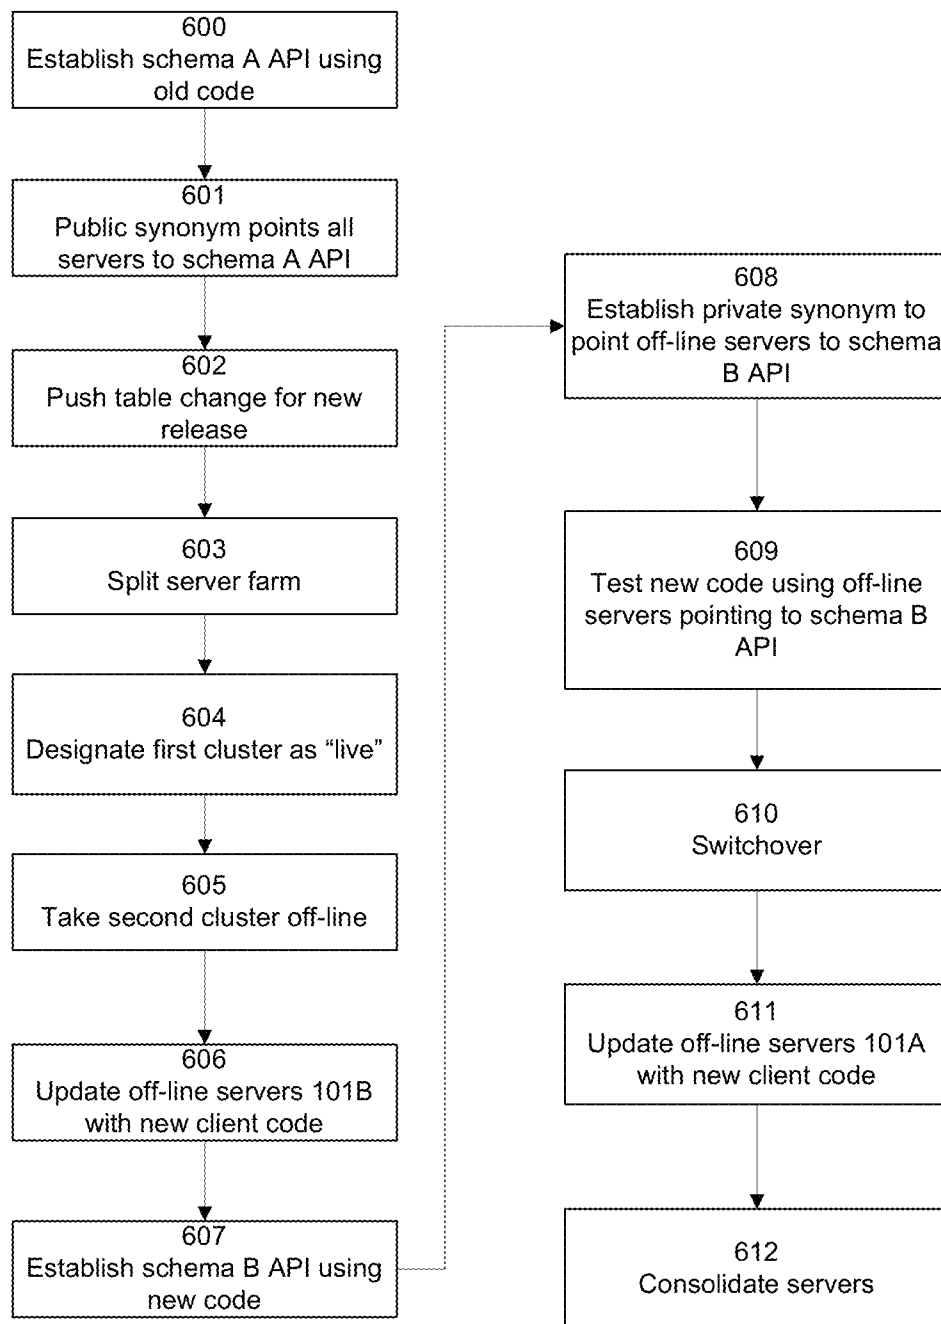 600
Establish schema A API using
old code
601
Public synonym points all
servers to schema A API
602
Push table change for new
release
603
Split server farm
604
Designate first cluster as “live”
605
Take second cluster off-line
606
Update off-line servers 101B
with new client code
607
Establish schema B API using
new code
608
Establish private synonym to
point off-line servers to schema
B API
609
Test new code using off-line
servers pointing to schema B
API
610
Switchover
611
Update off-line servers 101A
with new client code
612
Consolidate servers